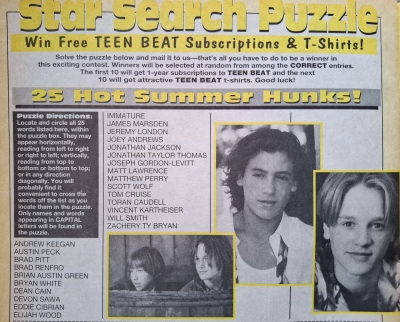 Star Search Puzzle
Win Free TEEN BEAT Subscriptions & T-Shirts!
Solve the puzzle below and mail it to us—that's all you have to do to be a winner in
this exciting contest. Winners will be selected at random from among the CORRECT entries.
The first 10 will get 1-year subscriptions to TEEN BEAT and the next
10 will get attractive TEEN BEAT t-shirts. Good luck!
25 Hot Summer Hunks!
Puzzle Directions:
Locate and circle all 25
words listed here, within
the puzzle box. They may
appear horizontally,
reading from left to right
or right to left; vertically,
reading from top to
bottom or bottom to top;
or in any direction
diagonally. You will
probably find it
convenient to cross the
words off the list as you
locate them in the puzzle.
Only names and words
appearing in CAPITAL
letters will be found in
the puzzle.
ANDREW KEEGAN
AUSTIN PECK
BRAD PITT
BRAD RENFRO
BRIAN AUSTIN GREEN
BRYAN WHITE
DEAN CAIN
DEVON SAWA
EDDIE CIBRIAN
ELIJAH WOOD
IMMATURE
JAMES MARSDEN
JEREMY LONDON
JOEY ANDREWS
JONATHAN JACKSON
JONATHAN TAYLOR THOMAS
JOSEPH GORDON-LEVITT
MATT LAWRENCE
MATTHEW PERRY
SCOTT WOLF
TOM CRUISE
TORAN CAUDELL
VINCENT KARTHEISER
WILL SMITH
ZACHERY TY BRYAN